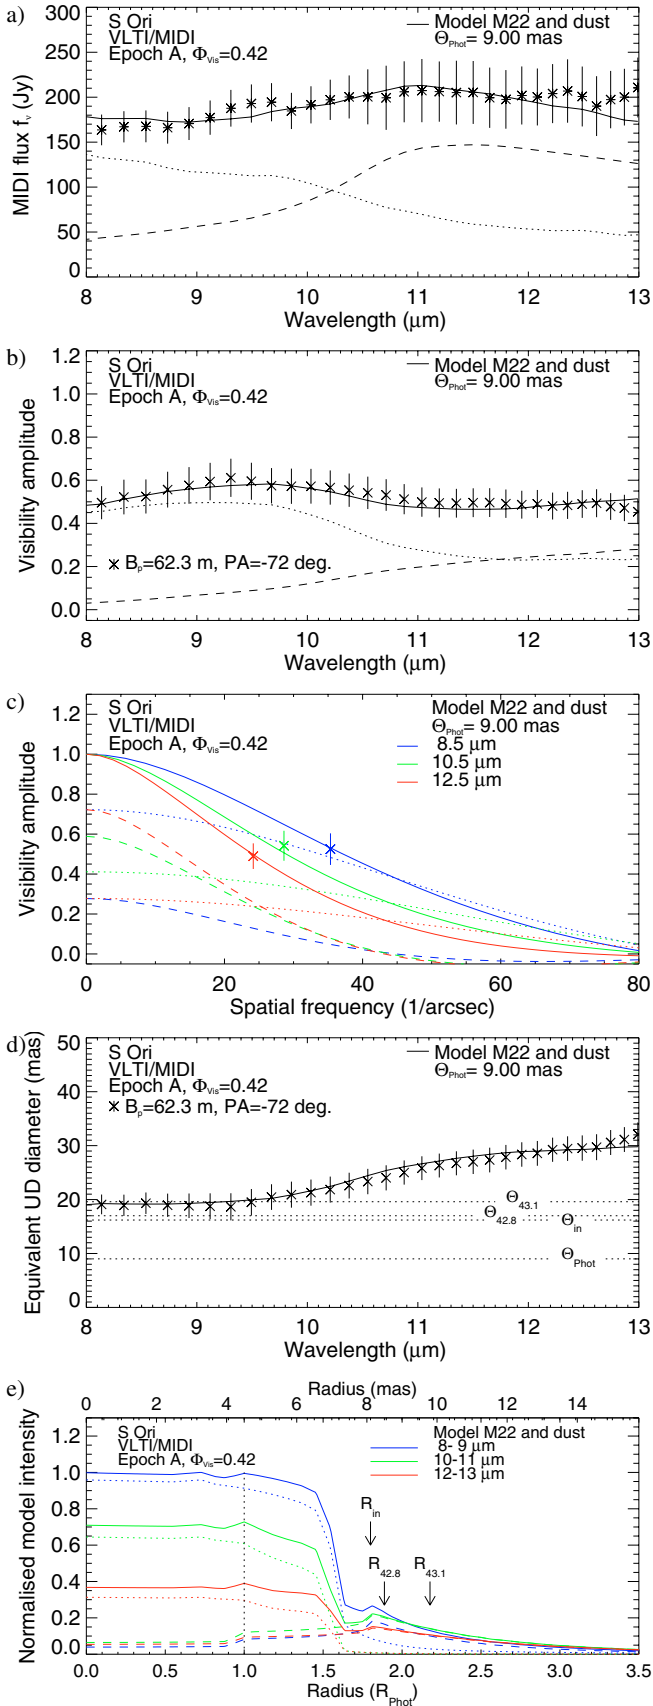 a)
S Ori
VLTI/MIDI
Epoch A, Φ_Vis=0.42
Model M22 and dust
Θ_Phot= 9.00 mas
MIDI flux f_ν (Jy)
300
250
200
150
100
50
0
8 9 10 11 12 13
Wavelength (μm)
b)
S Ori
VLTI/MIDI
Epoch A, Φ_Vis=0.42
Model M22 and dust
Θ_Phot= 9.00 mas
Visibility amplitude
1.2
1.0
0.8
0.6
0.4
0.2
0.0
B_p=62.3 m, PA=-72 deg.
8 9 10 11 12 13
Wavelength (μm)
c)
S Ori
VLTI/MIDI
Epoch A, Φ_Vis=0.42
Model M22 and dust
Θ_Phot= 9.00 mas
8.5 μm
10.5 μm
12.5 μm
Visibility amplitude
1.2
1.0
0.8
0.6
0.4
0.2
0.0
0 20 40 60 80
Spatial frequency (1/arcsec)
d)
S Ori
VLTI/MIDI
Epoch A, Φ_Vis=0.42
B_p=62.3 m, PA=-72 deg.
Model M22 and dust
Θ_Phot= 9.00 mas
Equivalent UD diameter (mas)
50
40
30
20
10
0
Θ_43.1
Θ_42.8
Θ_in
Θ_Phot
8 9 10 11 12 13
Wavelength (μm)
e)
Radius (mas)
0 2 4 6 8 10 12 14
S Ori
VLTI/MIDI
Epoch A, Φ_Vis=0.42
Model M22 and dust
8- 9 μm
10-11 μm
12-13 μm
Normalised model intensity
1.2
1.0
0.8
0.6
0.4
0.2
0.0
R_in
R_42.8
R_43.1
0.0 0.5 1.0 1.5 2.0 2.5 3.0 3.5
Radius (R_Phot)